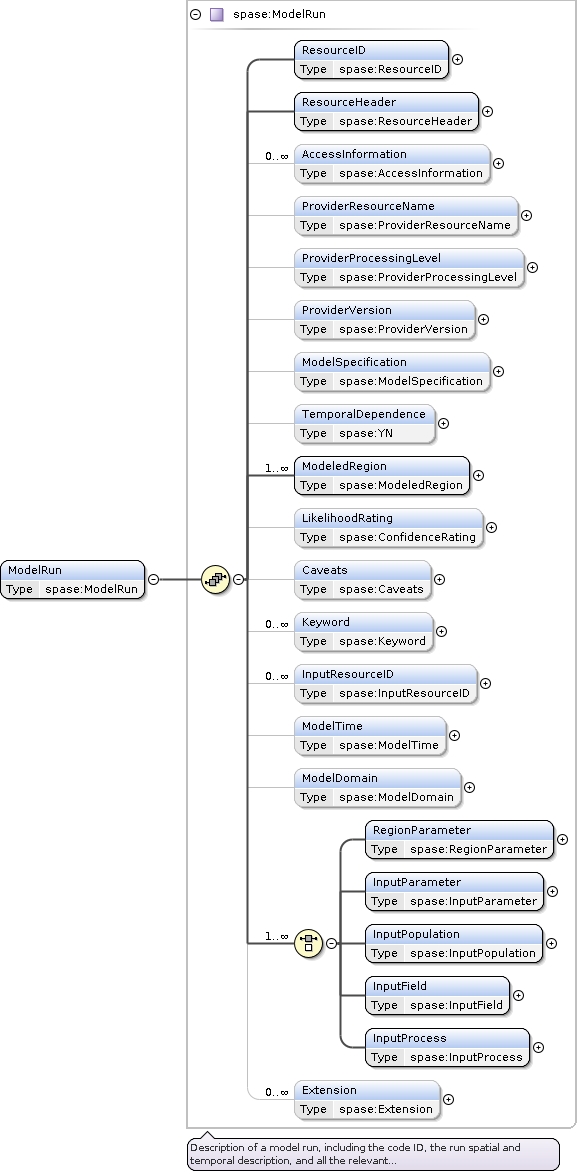 spase:ModelRun
ResourceID
Type spase:ResourceID
ResourceHeader
Type spase:ResourceHeader
0..∞
AccessInformation
Type spase:AccessInformation
ProviderResourceName
Type spase:ProviderResourceName
ProviderProcessingLevel
Type spase:ProviderProcessingLevel
ProviderVersion
Type spase:ProviderVersion
ModelSpecification
Type spase:ModelSpecification
TemporalDependence
Type spase:YN
1..∞
ModeledRegion
Type spase:ModeledRegion
LikelihoodRating
Type spase:ConfidenceRating
ModelRun
Type spase:ModelRun
Caveats
Type spase:Caveats
0..∞
Keyword
Type spase:Keyword
0..∞
InputResourceID
Type spase:InputResourceID
ModelTime
Type spase:ModelTime
ModelDomain
Type spase:ModelDomain
1..∞
RegionParameter
Type spase:RegionParameter
InputParameter
Type spase:InputParameter
InputPopulation
Type spase:InputPopulation
InputField
Type spase:InputField
InputProcess
Type spase:InputProcess
0..∞
Extension
Type spase:Extension
Description of a model run, including the code ID, the run spatial and
temporal description, and all the relevant...